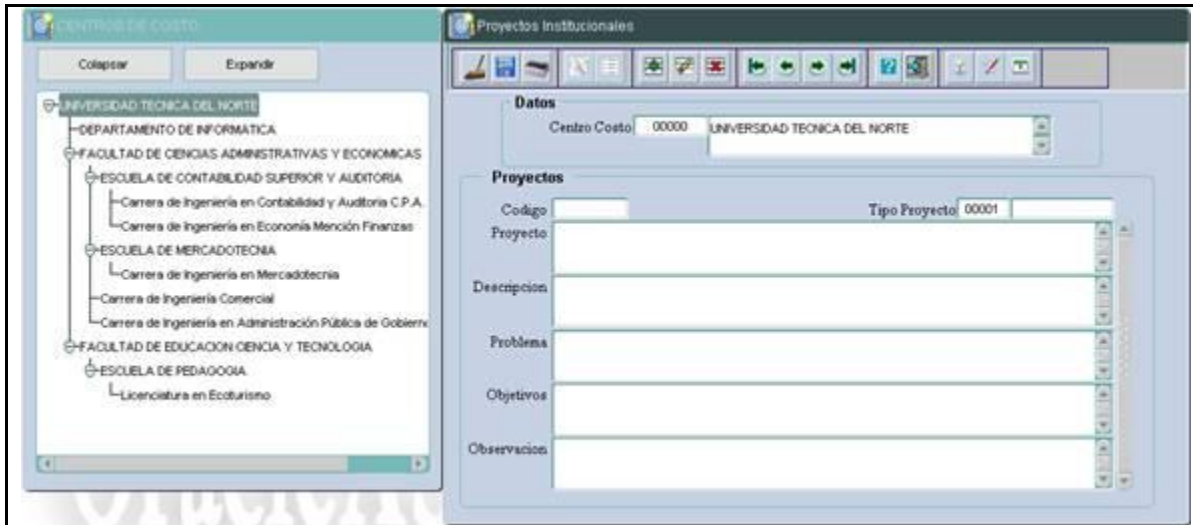 CENTROS DE COSTO
Colapsar Expandir
UNIVERSIDAD TECNICA DEL NORTE
DEPARTAMENTO DE INFORMATICA
FACULTAD DE CIENCIAS ADMINISTRATIVAS Y ECONOMICAS
ESCUELA DE CONTABILIDAD SUPERIOR Y AUDITORIA
Carrera de Ingeniería en Contabilidad y Auditoria C.P.A.
Carrera de Ingeniería en Economía Mención Finanzas
ESCUELA DE MERCADOTECNIA
Carrera de Ingeniería en Mercadotecnia
Carrera de Ingeniería Comercial
Carrera de Ingeniería en Administración Pública de Gobierno
FACULTAD DE EDUCACION CIENCIA Y TECNOLOGIA
ESCUELA DE PEDAGOGIA
Licenciatura en Ecoturismo
Proyectos Institucionales
Datos
Centro Costo 00000 UNIVERSIDAD TECNICA DEL NORTE
Proyectos
Codigo Tipo Proyecto 00001
Proyecto
Descripcion
Problema
Objetivos
Observacion